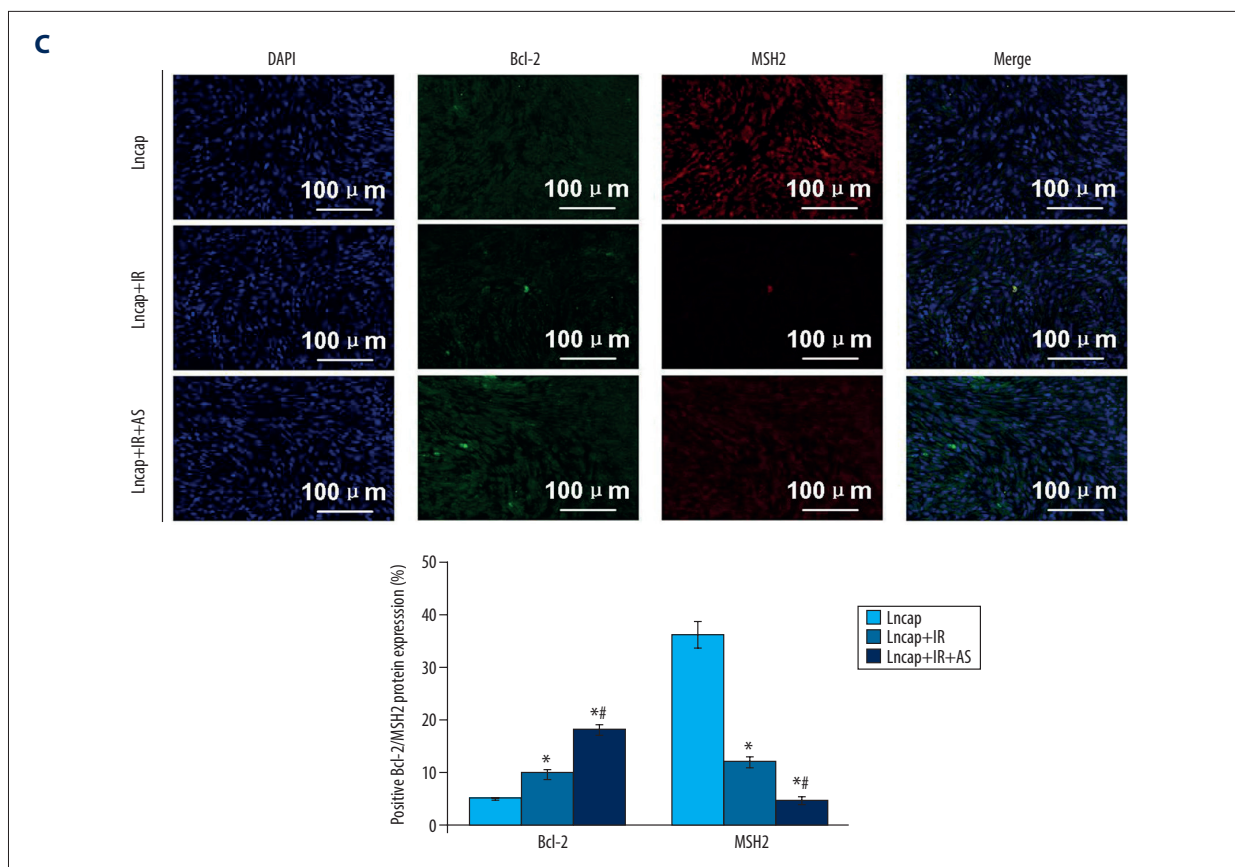 C
DAPI Bcl-2 MSH2 Merge
Lncap
100 μm 100 μm 100 μm 100 μm
Lncap+IR
100 μm 100 μm 100 μm 100 μm
Lncap+IR+AS
100 μm 100 μm 100 μm 100 μm
Positive Bcl-2/MSH2 protein expresssion (%)
50
40
30
20
10
0
*
*#
*
*#
Bcl-2 MSH2
Lncap
Lncap+IR
Lncap+IR+AS